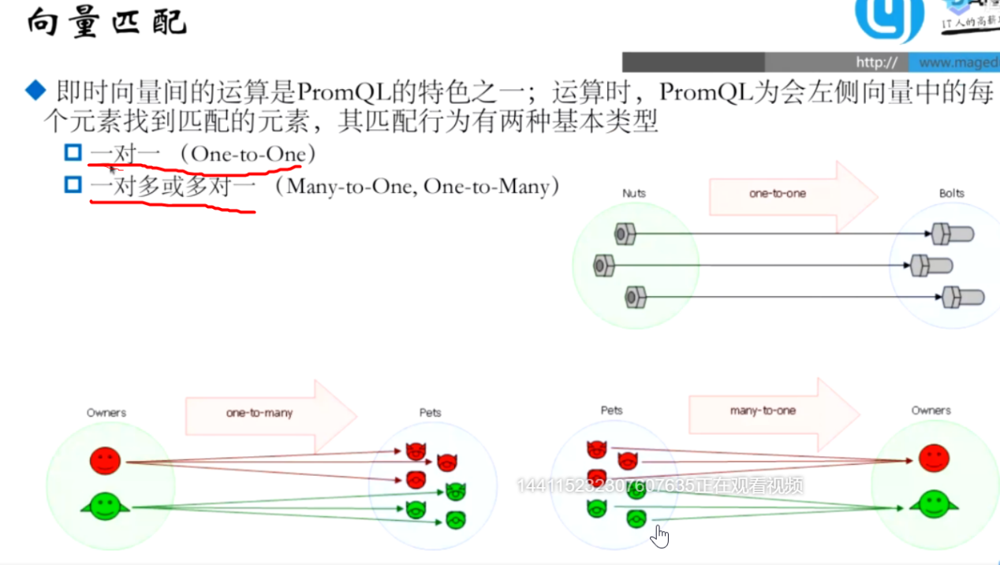 向量匹配
IT人的高薪
http://
www.maged
即时向量间的运算是PromQL的特色之一；运算时，PromQL为会左侧向量中的每
个元素找到匹配的元素，其匹配行为有两种基本类型
一对一 （One-to-One）
一对多或多对一 （Many-to-One, One-to-Many）
Nuts
one-to-one
Bolts
Owners
one-to-many
Pets
Pets
many-to-one
Owners
144115232307607635正在观看视频